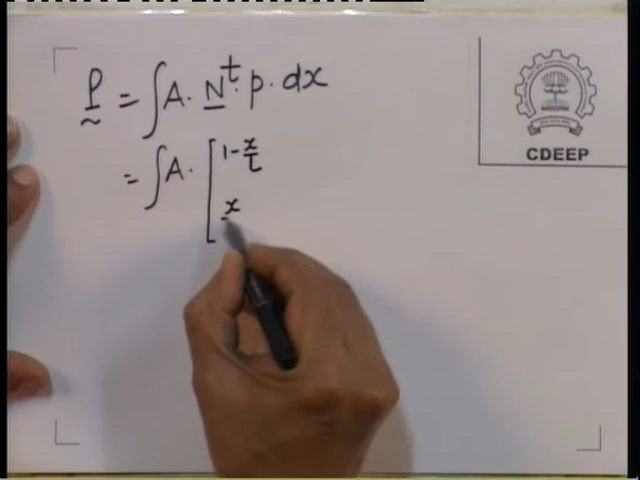 P = ∫ A. Nᵗ. p. dx
= ∫ A. [ 1 - x/L
x
CDEEP